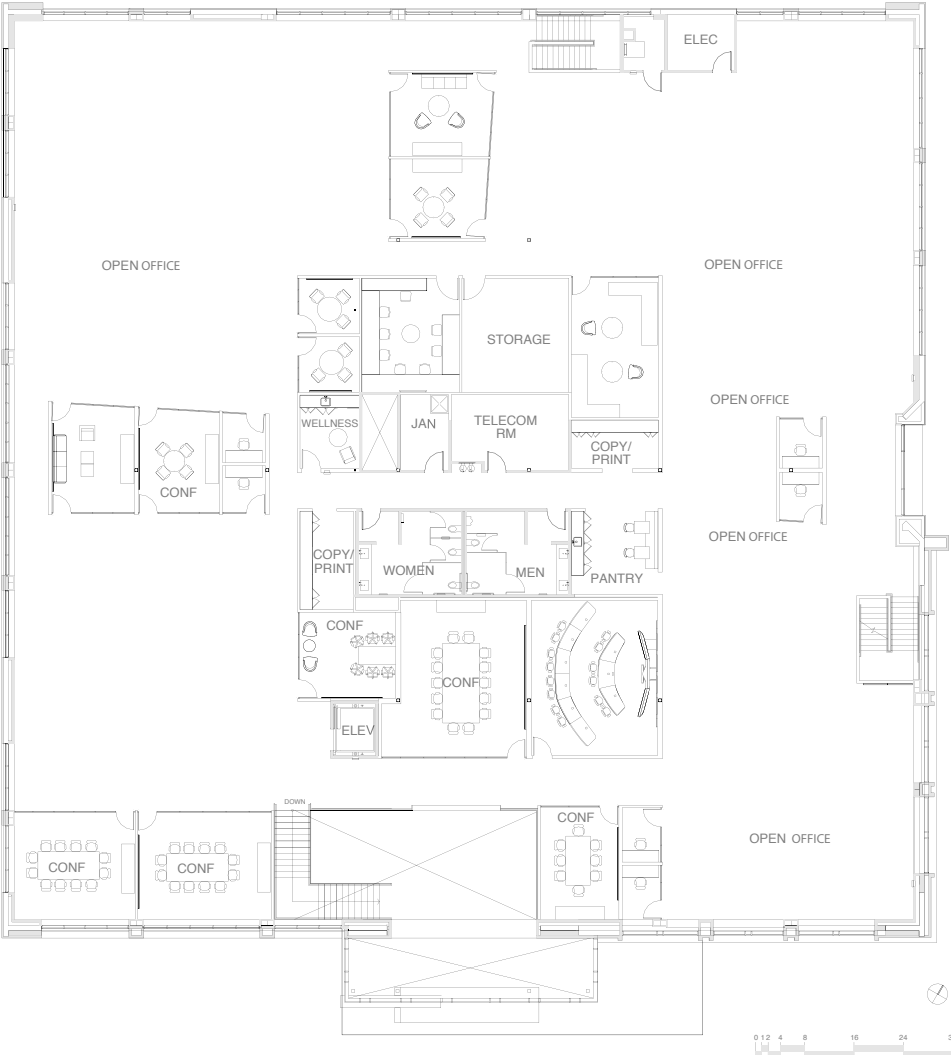 ELEC
OPEN OFFICE
OPEN OFFICE
STORAGE
OPEN OFFICE
WELLNESS
JAN
TELECOM
RM
COPY/
PRINT
CONF
OPEN OFFICE
COPY/
PRINT
WOMEN
MEN
PANTRY
CONF
CONF
ELEV
DOWN
CONF
OPEN OFFICE
CONF
CONF
0 1 2 4 8 16 24